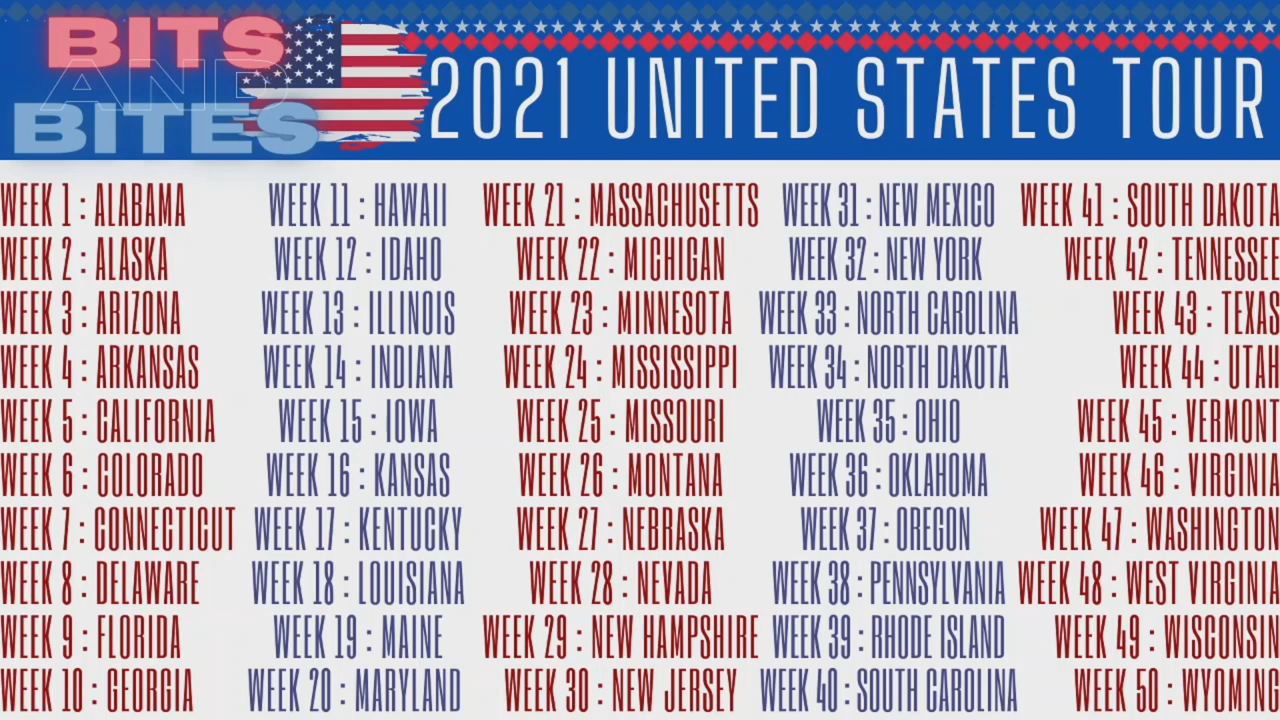 BITS
AND
BITES
2021 UNITED STATES TOUR
WEEK 1 : ALABAMA
WEEK 2 : ALASKA
WEEK 3 : ARIZONA
WEEK 4 : ARKANSAS
WEEK 5 : CALIFORNIA
WEEK 6 : COLORADO
WEEK 7 : CONNECTICUT
WEEK 8 : DELAWARE
WEEK 9 : FLORIDA
WEEK 10 : GEORGIA
WEEK 11 : HAWAII
WEEK 12 : IDAHO
WEEK 13 : ILLINOIS
WEEK 14 : INDIANA
WEEK 15 : IOWA
WEEK 16 : KANSAS
WEEK 17 : KENTUCKY
WEEK 18 : LOUISIANA
WEEK 19 : MAINE
WEEK 20 : MARYLAND
WEEK 21 : MASSACHUSETTS
WEEK 22 : MICHIGAN
WEEK 23 : MINNESOTA
WEEK 24 : MISSISSIPPI
WEEK 25 : MISSOURI
WEEK 26 : MONTANA
WEEK 27 : NEBRASKA
WEEK 28 : NEVADA
WEEK 29 : NEW HAMPSHIRE
WEEK 30 : NEW JERSEY
WEEK 31 : NEW MEXICO
WEEK 32 : NEW YORK
WEEK 33 : NORTH CAROLINA
WEEK 34 : NORTH DAKOTA
WEEK 35 : OHIO
WEEK 36 : OKLAHOMA
WEEK 37 : OREGON
WEEK 38 : PENNSYLVANIA
WEEK 39 : RHODE ISLAND
WEEK 40 : SOUTH CAROLINA
WEEK 41 : SOUTH DAKOTA
WEEK 42 : TENNESSEE
WEEK 43 : TEXAS
WEEK 44 : UTAH
WEEK 45 : VERMONT
WEEK 46 : VIRGINIA
WEEK 47 : WASHINGTON
WEEK 48 : WEST VIRGINIA
WEEK 49 : WISCONSIN
WEEK 50 : WYOMING